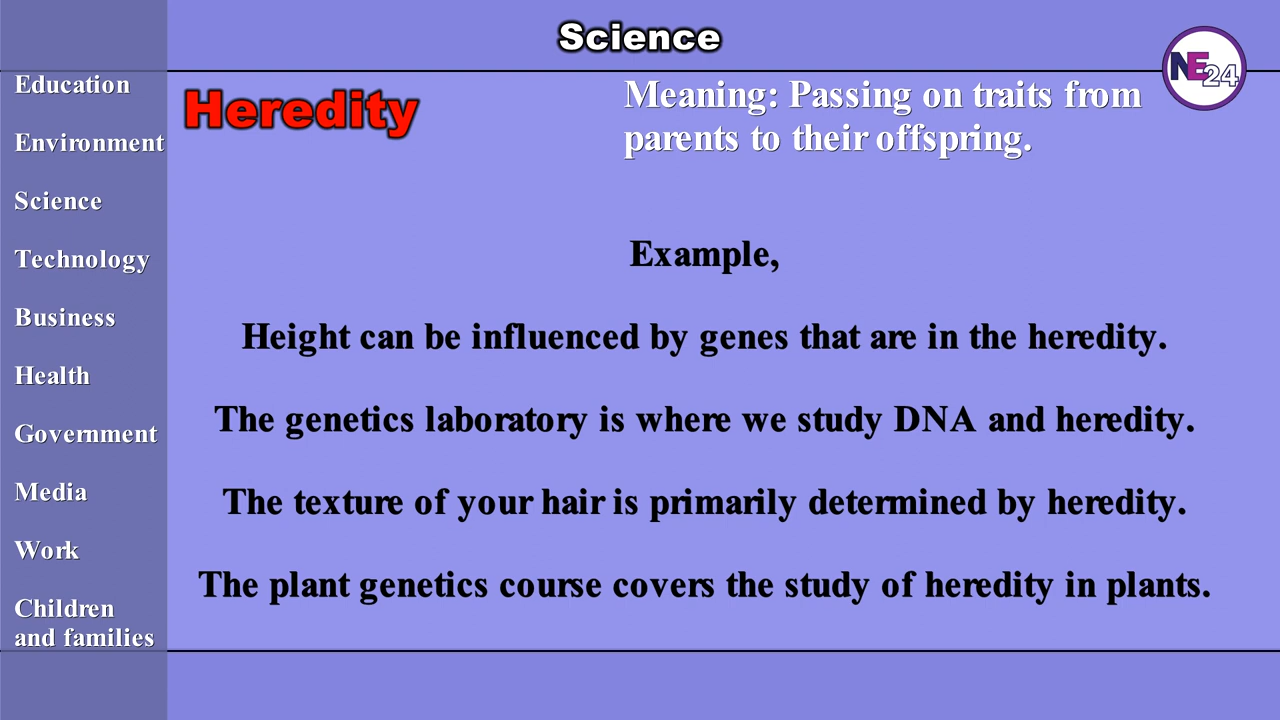 Science
NE24
Education
Environment
Science
Technology
Business
Health
Government
Media
Work
Children
and families
Heredity
Meaning: Passing on traits from
parents to their offspring.
Example,
Height can be influenced by genes that are in the heredity.
The genetics laboratory is where we study DNA and heredity.
The texture of your hair is primarily determined by heredity.
The plant genetics course covers the study of heredity in plants.